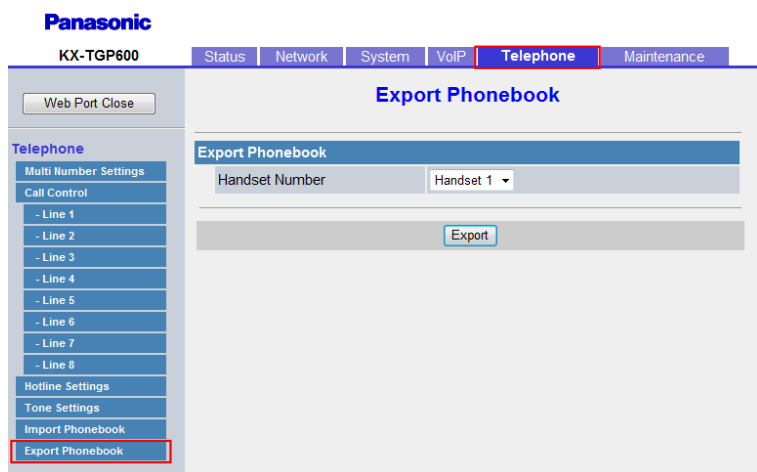 Panasonic
KX-TGP600
Status Network System VoIP Telephone Maintenance
Web Port Close
Telephone
Multi Number Settings
Call Control
- Line 1
- Line 2
- Line 3
- Line 4
- Line 5
- Line 6
- Line 7
- Line 8
Hotline Settings
Tone Settings
Import Phonebook
Export Phonebook
Export Phonebook
Export Phonebook
Handset Number Handset 1
Export